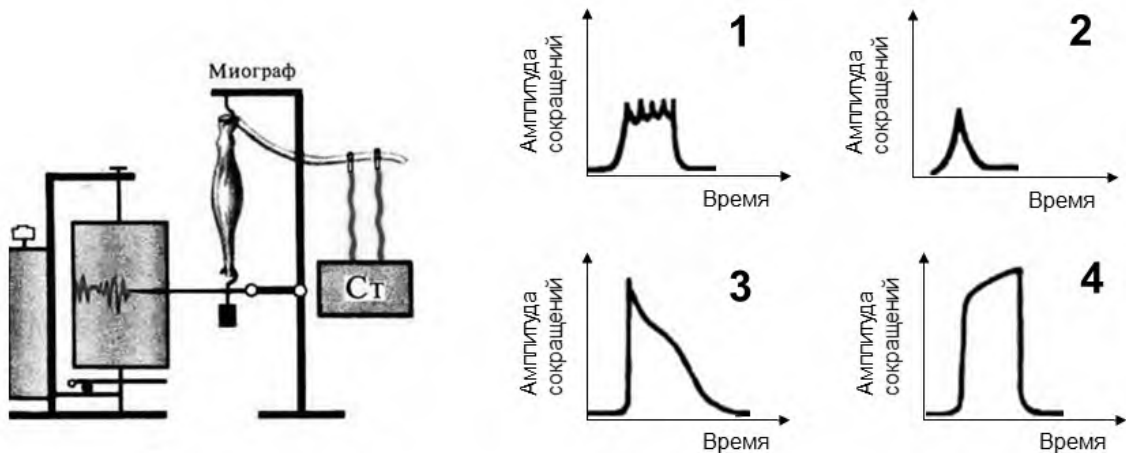 Миограф
Ст
1
Амплитуда
сокращений
Время
2
Амплитуда
сокращений
Время
3
Амплитуда
сокращений
Время
4
Амплитуда
сокращений
Время